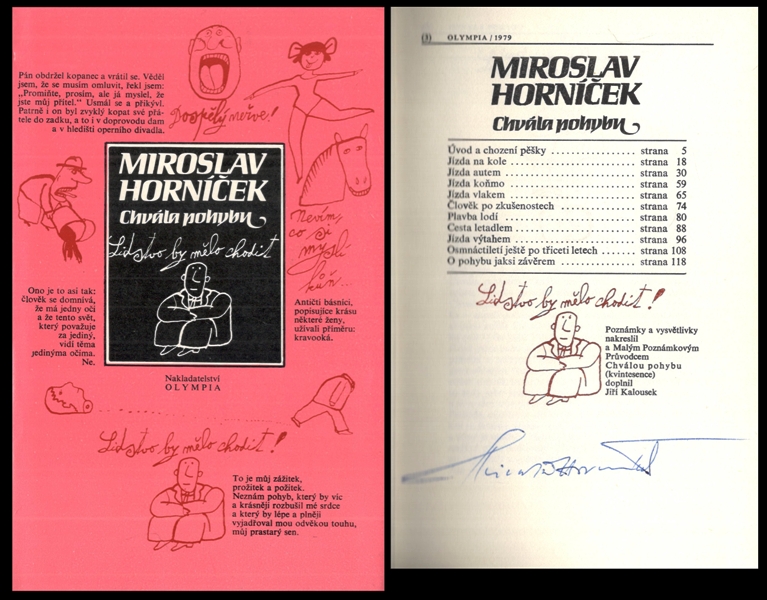 Pán obdržel kopanec a vrátil se. Věděl
jsem, že se musím omluvit, řekl jsem:
„Promiňte, prosím, ale já myslel, že
jste můj přítel.“ Usmál se a přikývl.
Patrně i on byl zvyklý kopat své přá-
tele do zadku, a to i v doprovodu dam
a v hledišti operního divadla.
Dospělý neřve!
MIROSLAV
HORNÍČEK
Chvála pohybu
Lidstvo by mělo chodit
Nevím,
co si
myslí
kůň...
Ono je to asi tak:
člověk se domnívá,
že má jedny oči
a že tento svět,
který považuje
za jediný,
vidí těma
jedinýma očima.
Ne.
Antičtí básníci,
popisujíce krásu
některé ženy,
užívali příměru:
kravooká.
Nakladatelství
OLYMPIA
Lidstvo by mělo chodit!
To je můj zážitek,
prožitek a požitek.
Neznám pohyb, který by víc
a krásněji rozbušil mé srdce
a který by lépe a plněji
vyjadřoval mou odvěkou touhu,
můj prastarý sen.
(3) OLYMPIA / 1979
MIROSLAV
HORNÍČEK
Chvála pohybu
Úvod a chození pěšky .................. strana 5
Jízda na kole .................. strana 18
Jízda autem .................. strana 30
Jízda koňmo .................. strana 59
Jízda vlakem .................. strana 65
Člověk po zkušenostech .................. strana 74
Plavba lodí .................. strana 80
Cesta letadlem .................. strana 88
Jízda výtahem .................. strana 96
Osmnáctiletí ještě po třiceti letech .................. strana 108
O pohybu jaksi závěrem .................. strana 118
Lidstvo by mělo chodit!
Poznámky a vysvětlivky
nakreslil
a Malým Poznámkovým
Průvodcem
Chválou pohybu
(kvintesence)
doplnil
Jiří Kalousek